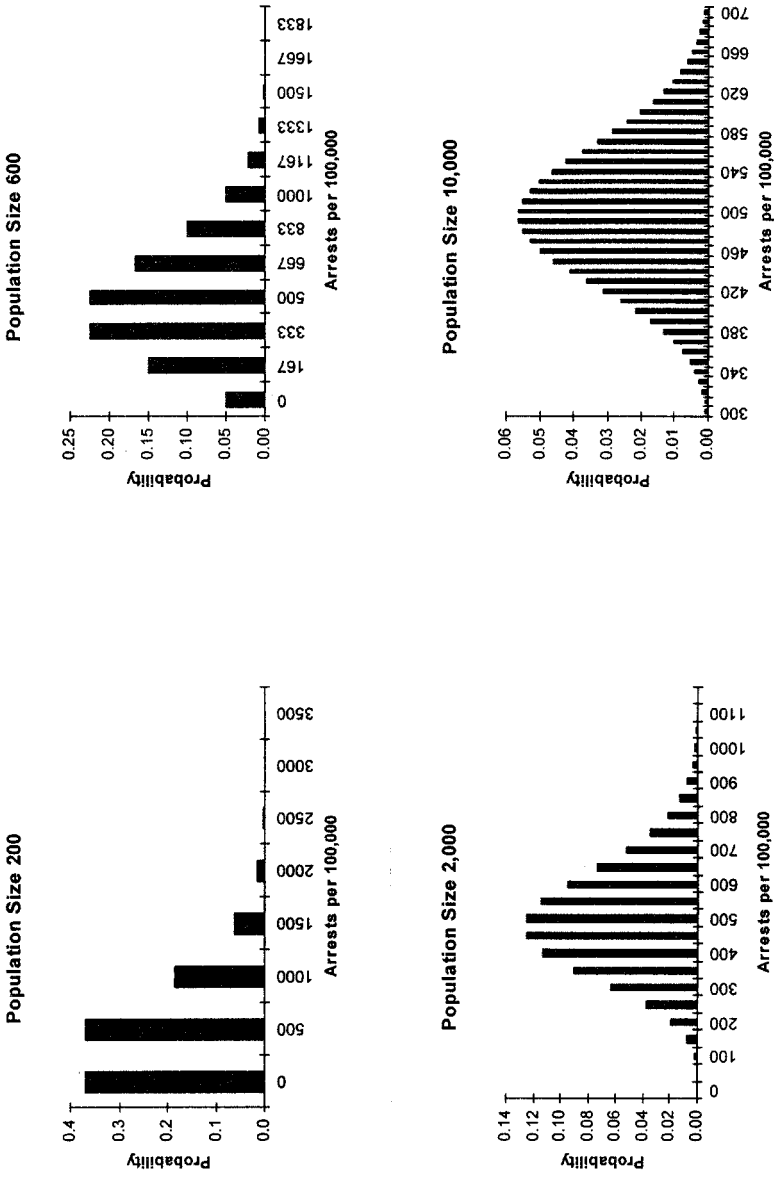 Population Size 200
0.4
0.3
0.2
0.1
0.0
Probability
0 500 1000 1500 2000 2500 3000 3500
Arrests per 100,000
Population Size 600
0.25
0.20
0.15
0.10
0.05
0.00
Probability
0 167 333 500 667 833 1000 1167 1333 1500 1667 1833
Arrests per 100,000
Population Size 2,000
0.14
0.12
0.10
0.08
0.06
0.04
0.02
0.00
Probability
0 100 200 300 400 500 600 700 800 900 1000 1100
Arrests per 100,000
Population Size 10,000
0.06
0.05
0.04
0.03
0.02
0.01
0.00
Probability
300 340 380 420 460 500 540 580 620 660 700
Arrests per 100,000